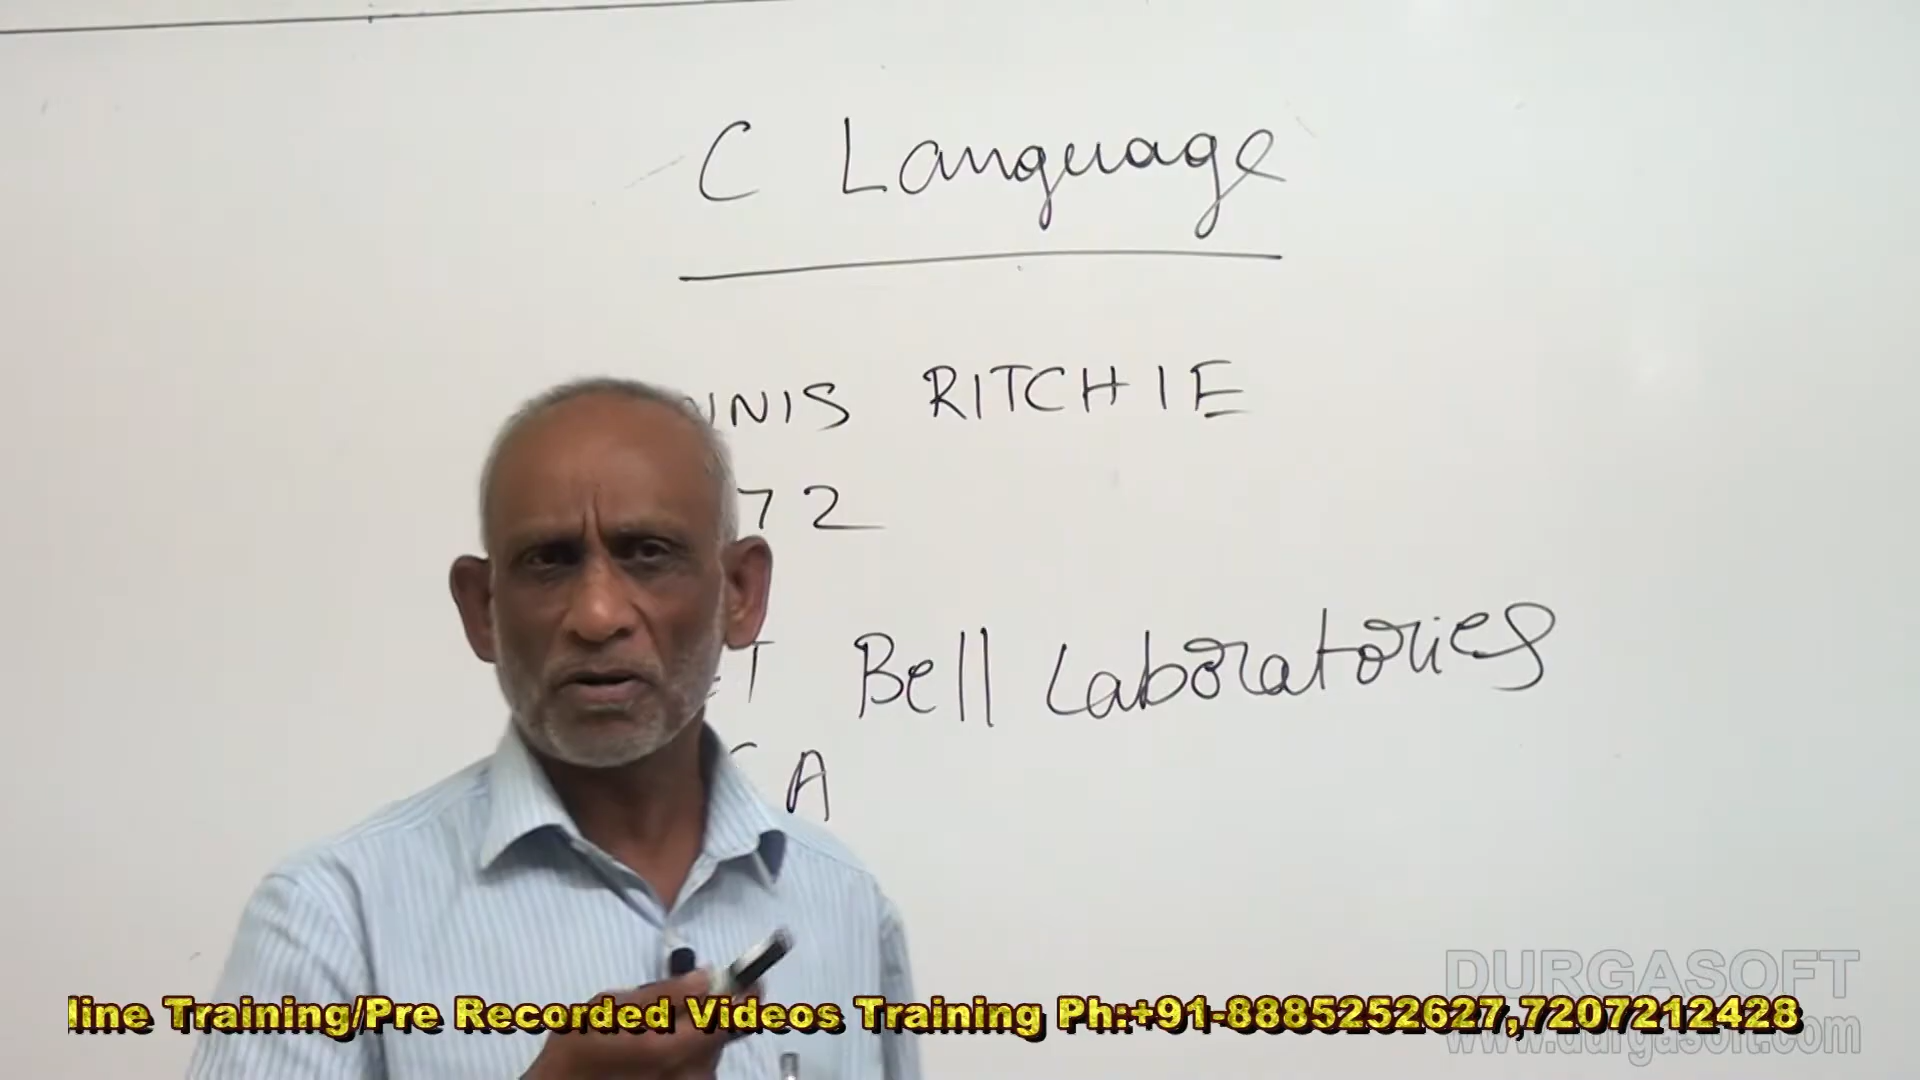 C Language
RITCHIE
72
Bell Laboratories
A
DURGASOFT
line Training/Pre Recorded Videos Training Ph:+91-8885252627,7207212428
www.durgasoft.com